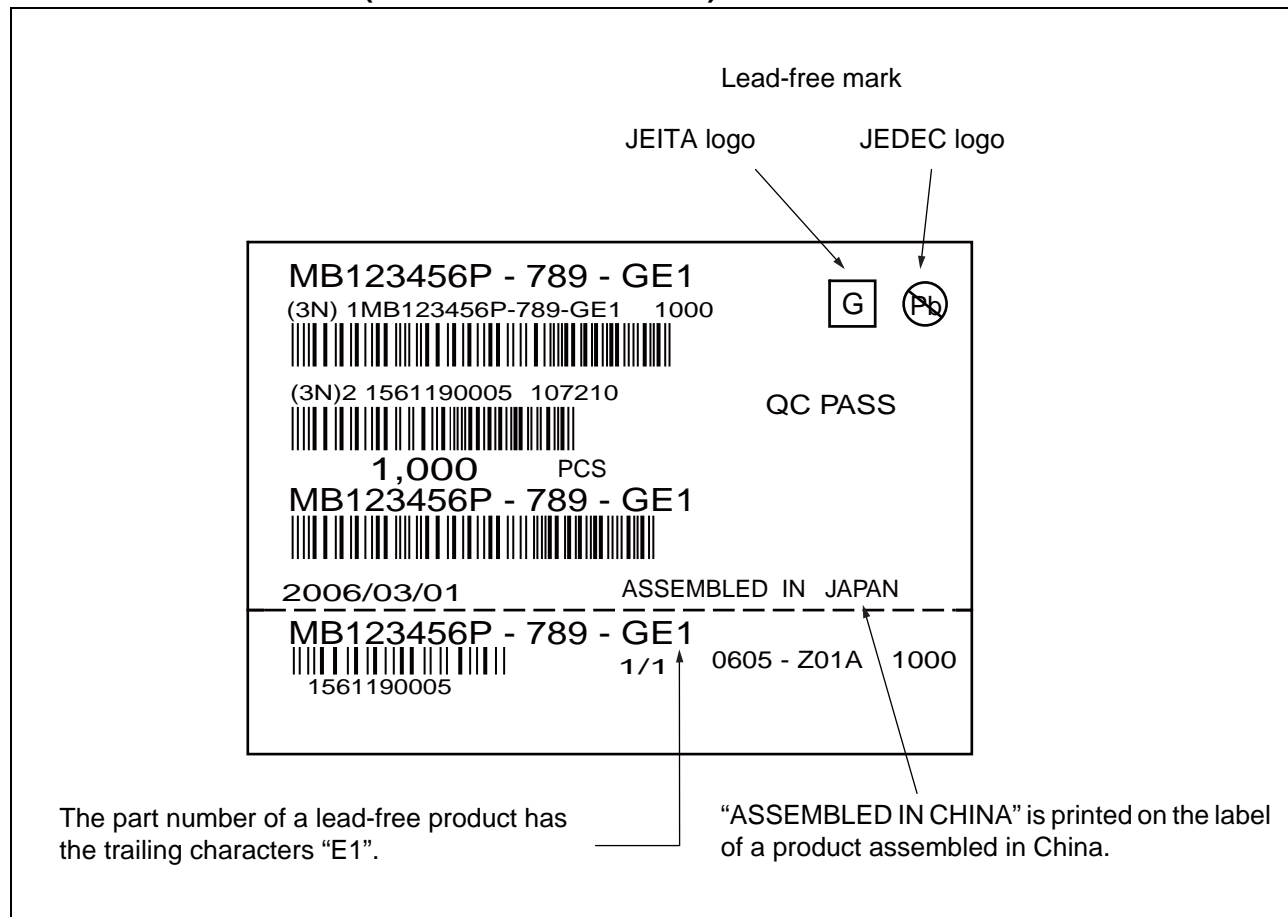 Lead-free mark
JEITA logo JEDEC logo
MB123456P - 789 - GE1
(3N) 1MB123456P-789-GE1 1000
G Pb
(3N)2 1561190005 107210
QC PASS
1,000 PCS
MB123456P - 789 - GE1
2006/03/01 ASSEMBLED IN JAPAN
MB123456P - 789 - GE1
1/1 0605 - Z01A 1000
1561190005
The part number of a lead-free product has
the trailing characters “E1”.
“ASSEMBLED IN CHINA” is printed on the label
of a product assembled in China.